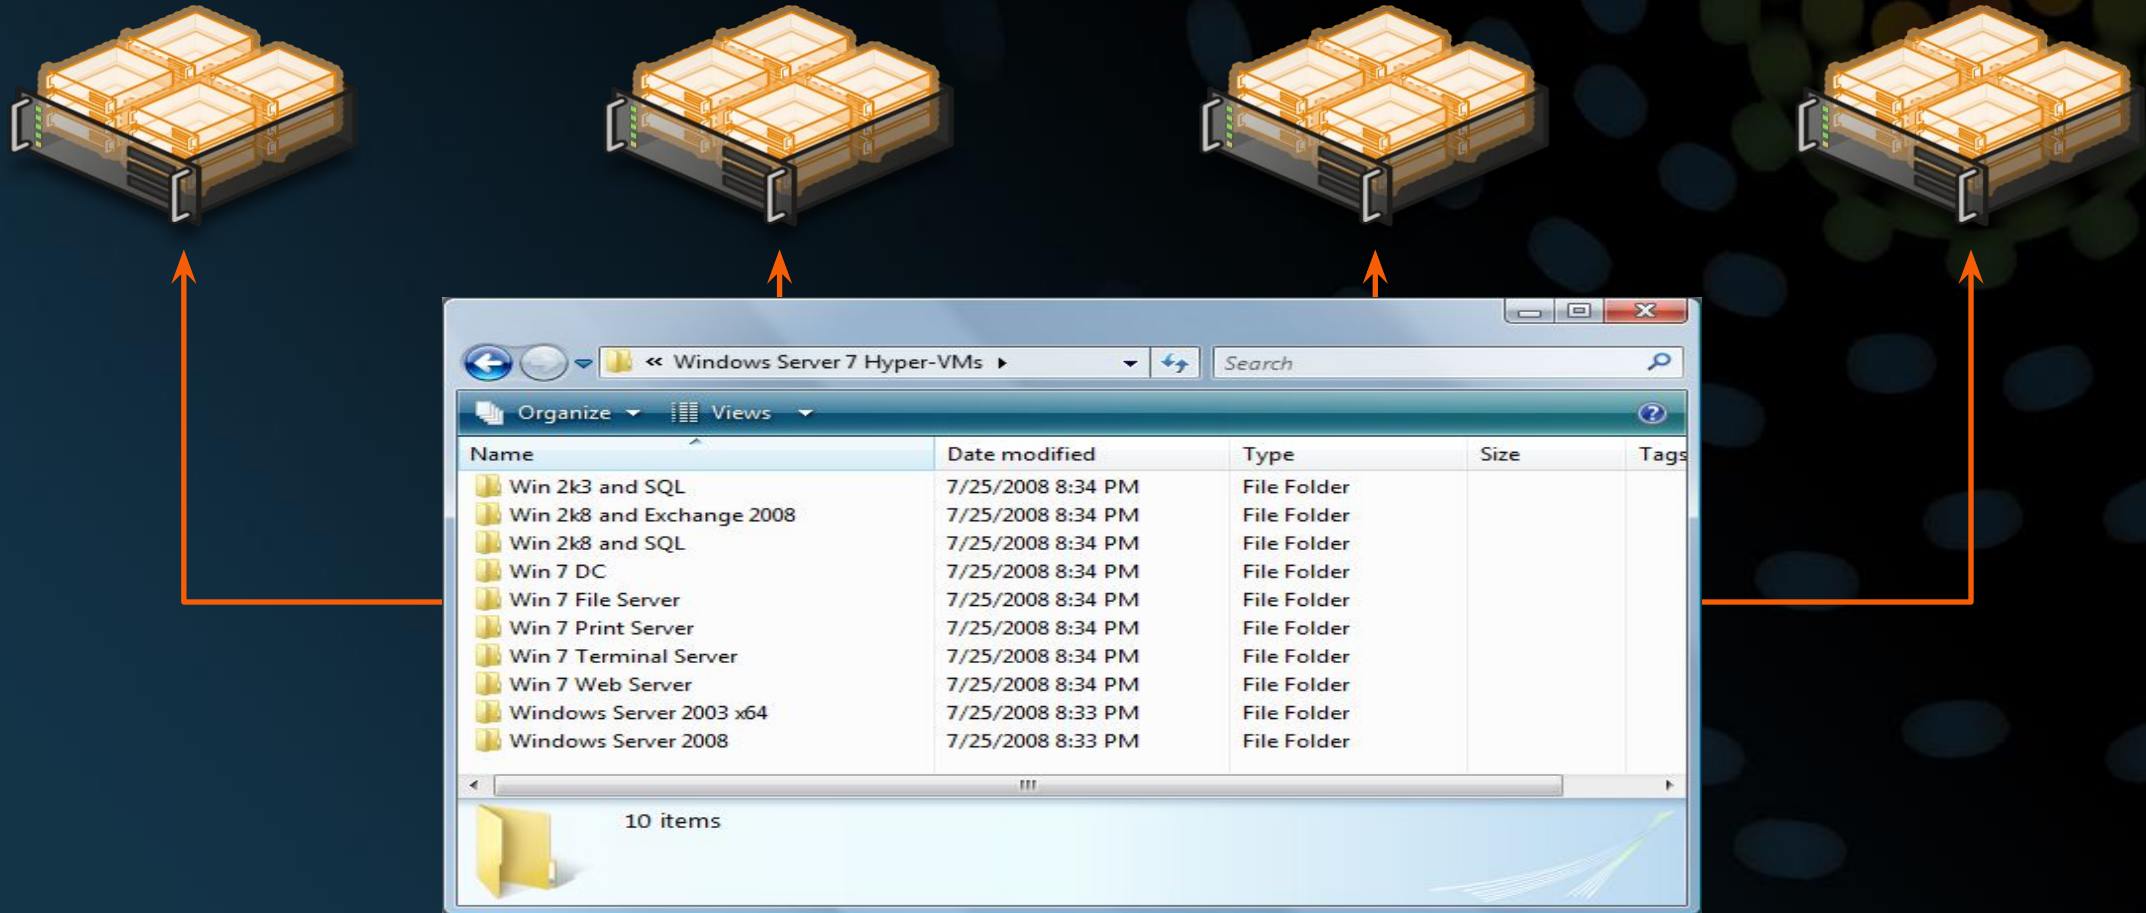 « Windows Server 7 Hyper-VMs
Search
Organize Views
Name Date modified Type Size Tags
Win 2k3 and SQL 7/25/2008 8:34 PM File Folder
Win 2k8 and Exchange 2008 7/25/2008 8:34 PM File Folder
Win 2k8 and SQL 7/25/2008 8:34 PM File Folder
Win 7 DC 7/25/2008 8:34 PM File Folder
Win 7 File Server 7/25/2008 8:34 PM File Folder
Win 7 Print Server 7/25/2008 8:34 PM File Folder
Win 7 Terminal Server 7/25/2008 8:34 PM File Folder
Win 7 Web Server 7/25/2008 8:34 PM File Folder
Windows Server 2003 x64 7/25/2008 8:33 PM File Folder
Windows Server 2008 7/25/2008 8:33 PM File Folder
10 items